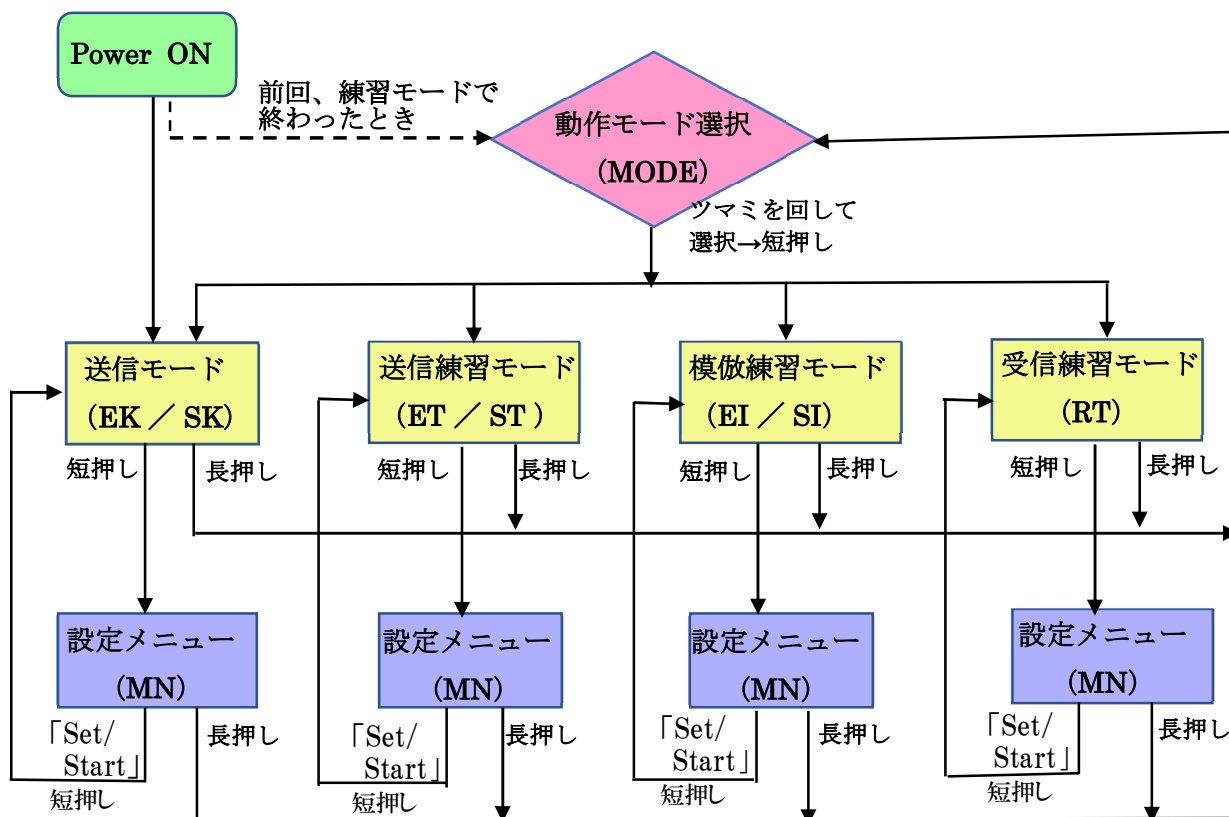 Power ON
前回、練習モードで
終わったとき
動作モード選択
（MODE）
ツマミを回して
選択→短押し
送信モード
（EK ／ SK）
送信練習モード
（ET ／ ST ）
模倣練習モード
（EI ／ SI）
受信練習モード
（RT）
短押し
長押し
短押し
長押し
短押し
長押し
短押し
長押し
設定メニュー
（MN）
設定メニュー
（MN）
設定メニュー
（MN）
設定メニュー
（MN）
「Set/
Start」
短押し
長押し
「Set/
Start」
短押し
長押し
「Set/
Start」
短押し
長押し
「Set/
Start」
短押し
長押し